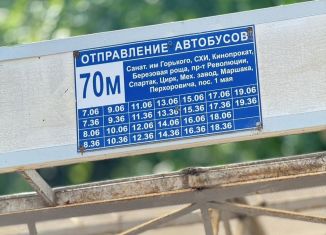 ОТПРАВЛЕНИЕ АВТОБУСОВ
70М
Санат. им Горького, СХИ, Кинопрокат,
Березовая роща, пр-т Революции,
Спартак, Цирк, Мех. завод, Маршака,
Перхоровича, пос. 1 мая
7.06 9.06 11.06 13.06 15.06 17.06 19.06
7.36 9.36 11.36 13.36 15.36 17.36 19.36
8.06 10.06 12.06 14.06 16.06 18.06
8.36 10.36 12.36 14.36 16.36 18.36